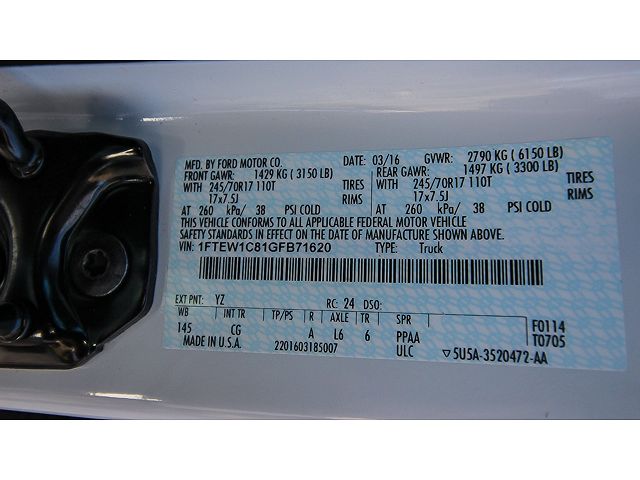 MFD. BY FORD MOTOR CO. DATE: 03/16 GVWR: 2790 KG ( 6150 LB)
FRONT GAWR: 1429 KG ( 3150 LB) REAR GAWR: 1497 KG ( 3300 LB)
WITH 245/70R17 110T TIRES WITH 245/70R17 110T TIRES
17x7.5J RIMS 17x7.5J RIMS
AT 260 kPa/ 38 PSI COLD AT 260 kPa/ 38 PSI COLD
THIS VEHICLE CONFORMS TO ALL APPLICABLE FEDERAL MOTOR VEHICLE
SAFETY STANDARDS IN EFFECT ON THE DATE OF MANUFACTURE SHOWN ABOVE.
VIN: 1FTEW1C81GFB71620 TYPE: Truck
EXT PNT: YZ RC: 24 DSO:
WB INT TR TP/PS R AXLE TR SPR F0114
145 CG A L6 6 PPAA T0705
MADE IN U.S.A. 2201603185007 ULC ▽5U5A-3520472-AA